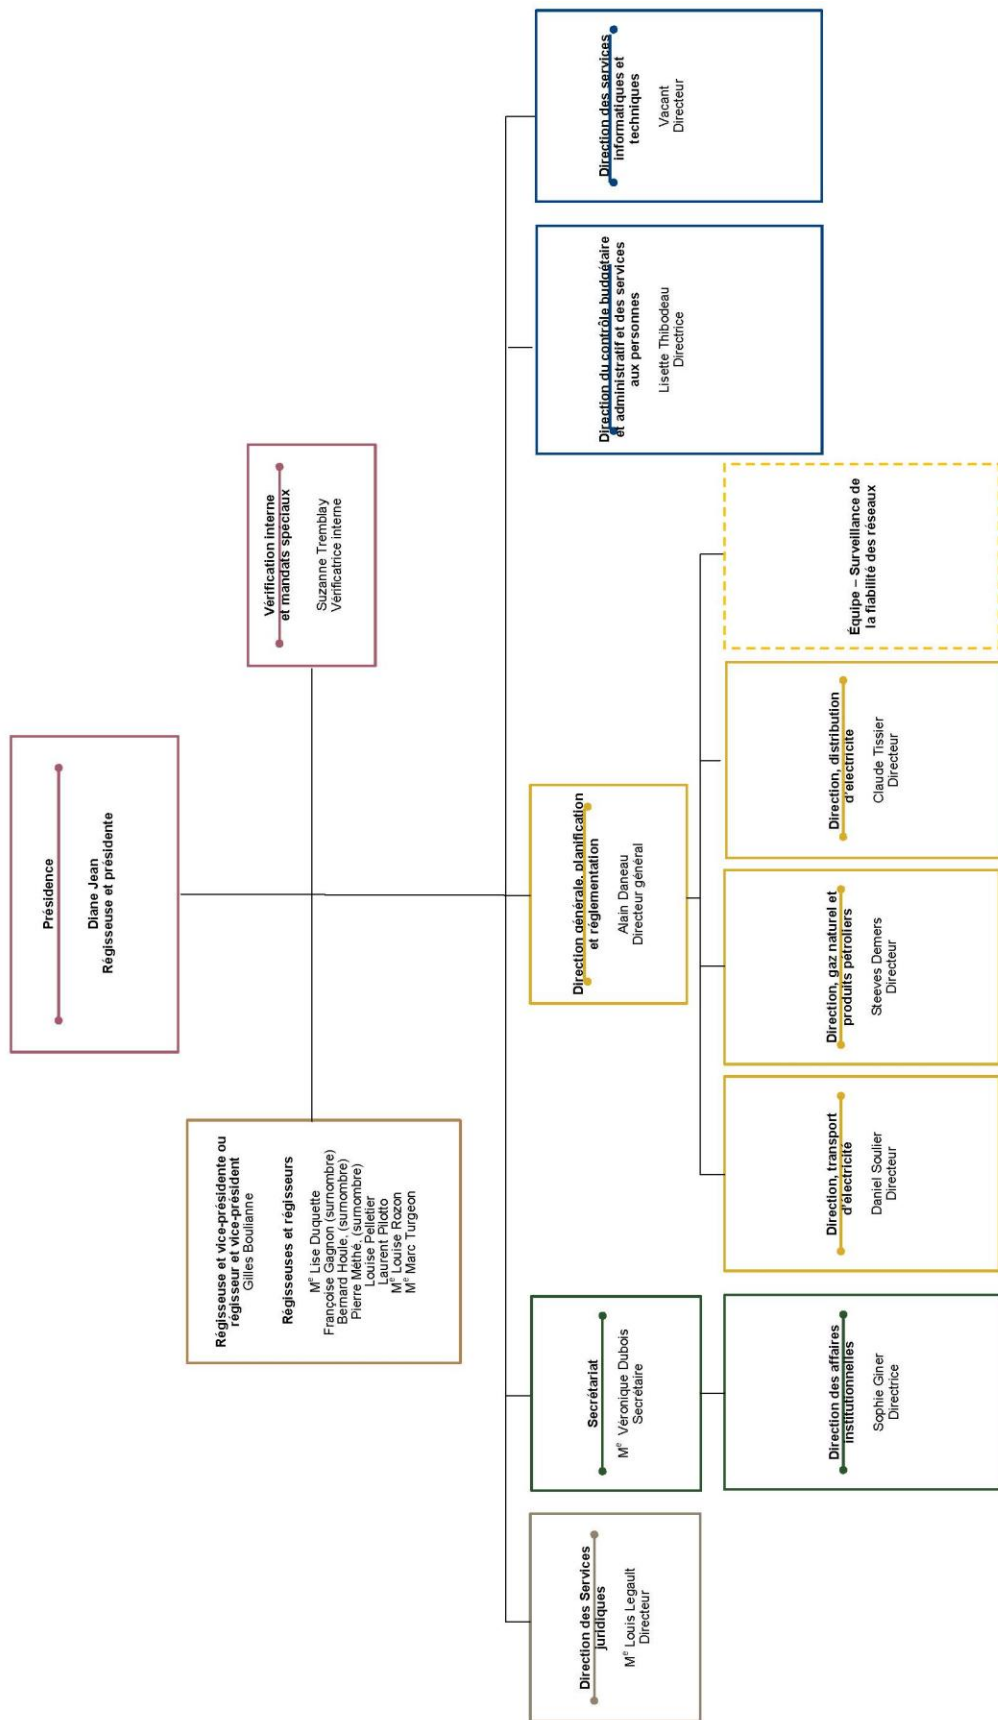 Présidence
Diane Jean
Régisseuse et présidente
Régisseuse et vice-présidente ou
régisseur et vice-président
Gilles Boulianne
Régisseuses et régisseurs
Me Lise Duquette
Françoise Gagnon (surnombre)
Bernard Houle, (surnombre)
Pierre Méthé, (surnombre)
Louise Pelletier
Laurent Pilotto
Me Louise Rozon
Me Marc Turgeon
Vérification interne
et mandats spéciaux
Suzanne Tremblay
Vérificatrice interne
Direction des Services
juridiques
Me Louis Legault
Directeur
Secrétariat
Me Véronique Dubois
Secrétaire
Direction générale, planification
et réglementation
Alain Daneau
Directeur général
Direction du contrôle budgétaire
et administratif et des services
aux personnes
Lisette Thibodeau
Directrice
Direction des services
informatiques et
techniques
Vacant
Directeur
Direction des affaires
institutionnelles
Sophie Giner
Directrice
Direction, transport
d'électricité
Daniel Soulier
Directeur
Direction, gaz naturel et
produits pétroliers
Steeves Demers
Directeur
Direction, distribution
d'électricité
Claude Tissier
Directeur
Équipe – Surveillance de
la fiabilité des réseaux